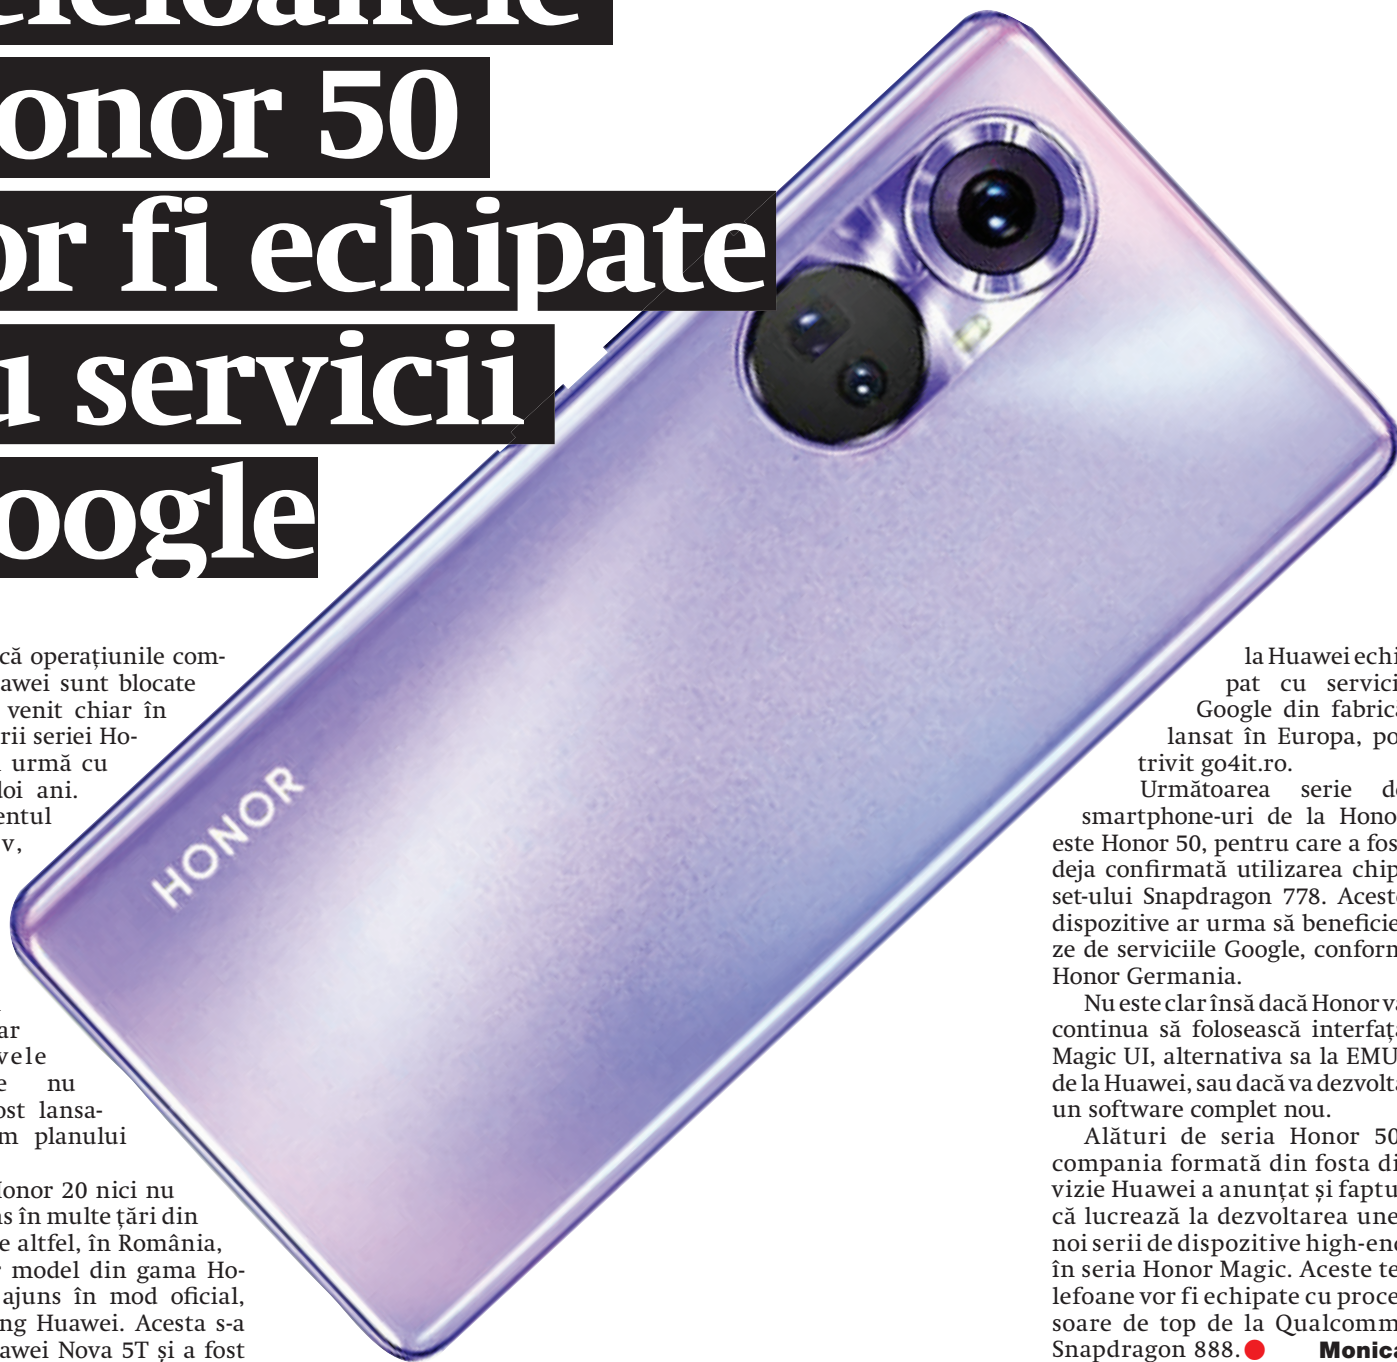 onor 50
or fi echipate
u servicii
oogle
că operațiunile com-
awei sunt blocate
venit chiar în
rii seriei Ho-
urmă cu
loi ani.
entul
v,
ar
vele
e nu
ost lansa-
m planului
Honor 20 nici nu
s în multe țări din
e altfel, în România,
r model din gama Ho-
ajuns în mod oficial,
ng Huawei. Acesta s-a
awei Nova 5T și a fost
HONOR
la Huawei echi
pat cu servici
Google din fabrica
lansat în Europa, po
trivit go4it.ro.
Următoarea serie de
smartphone-uri de la Hono
este Honor 50, pentru care a fos
deja confirmată utilizarea chip
set-ului Snapdragon 778. Aceste
dispozitive ar urma să beneficie
ze de serviciile Google, conform
Honor Germania.
Nu este clar însă dacă Honor va
continua să folosească interfața
Magic UI, alternativa sa la EMU
de la Huawei, sau dacă va dezvolta
un software complet nou.
Alături de seria Honor 50
compania formată din fosta di
vizie Huawei a anunțat și faptu
că lucrează la dezvoltarea une
noi serii de dispozitive high-end
în seria Honor Magic. Aceste te
lefoane vor fi echipate cu proce
soare de top de la Qualcomm
Snapdragon 888. Monica